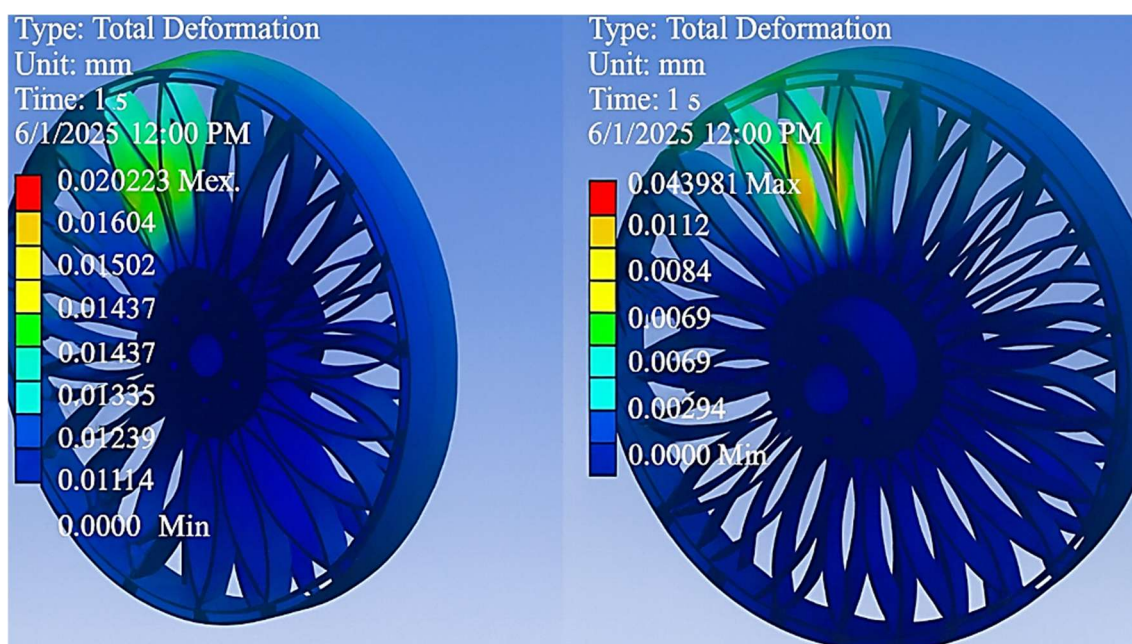 Type: Total Deformation
Unit: mm
Time: 1 s
6/1/2025 12:00 PM
0.020223 Mex.
0.01604
0.01502
0.01437
0.01437
0.01335
0.01239
0.01114
0.0000 Min
Type: Total Deformation
Unit: mm
Time: 1 s
6/1/2025 12:00 PM
0.043981 Max
0.0112
0.0084
0.0069
0.0069
0.00294
0.0000 Min